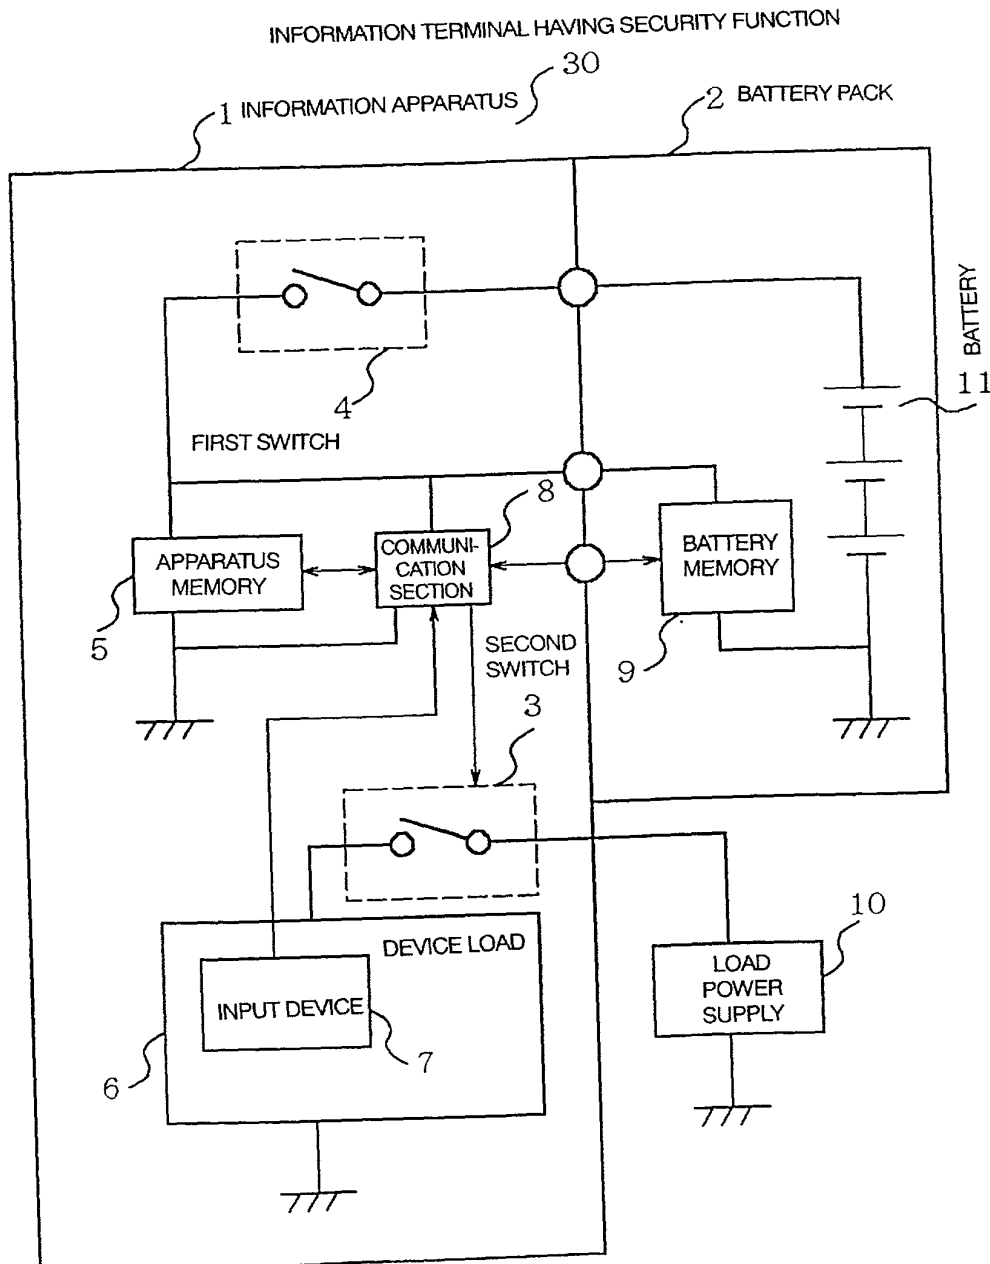 INFORMATION TERMINAL HAVING SECURITY FUNCTION
30
1 INFORMATION APPARATUS
2 BATTERY PACK
BATTERY
11
4
FIRST SWITCH
8
APPARATUS
MEMORY
5
COMMUNI-
CATION
SECTION
BATTERY
MEMORY
9
SECOND
SWITCH
3
DEVICE LOAD
INPUT DEVICE
6
7
10
LOAD
POWER
SUPPLY